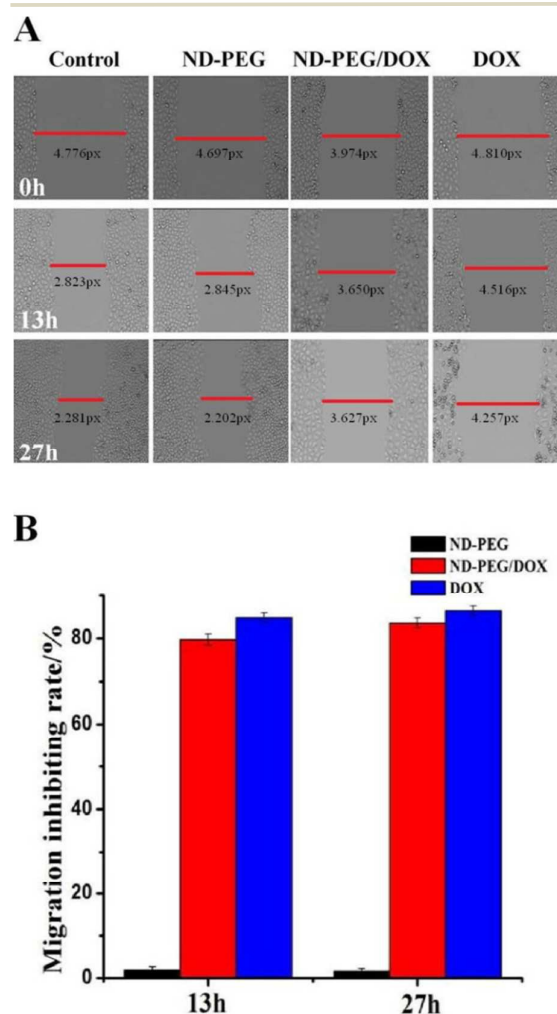 A
Control ND-PEG ND-PEG/DOX DOX
4.776px 4.697px 3.974px 4..810px
0h
2.823px 2.845px 3.650px 4.516px
13h
2.281px 2.202px 3.627px 4.257px
27h
B
ND-PEG
ND-PEG/DOX
DOX
Migration inhibiting rate/%
80
60
40
20
0
13h 27h